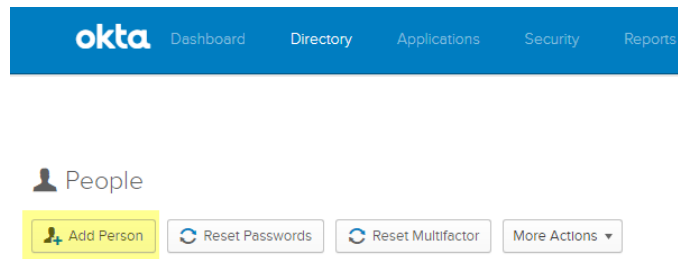 okta Dashboard Directory Applications Security Reports
People
Add Person Reset Passwords Reset Multifactor More Actions